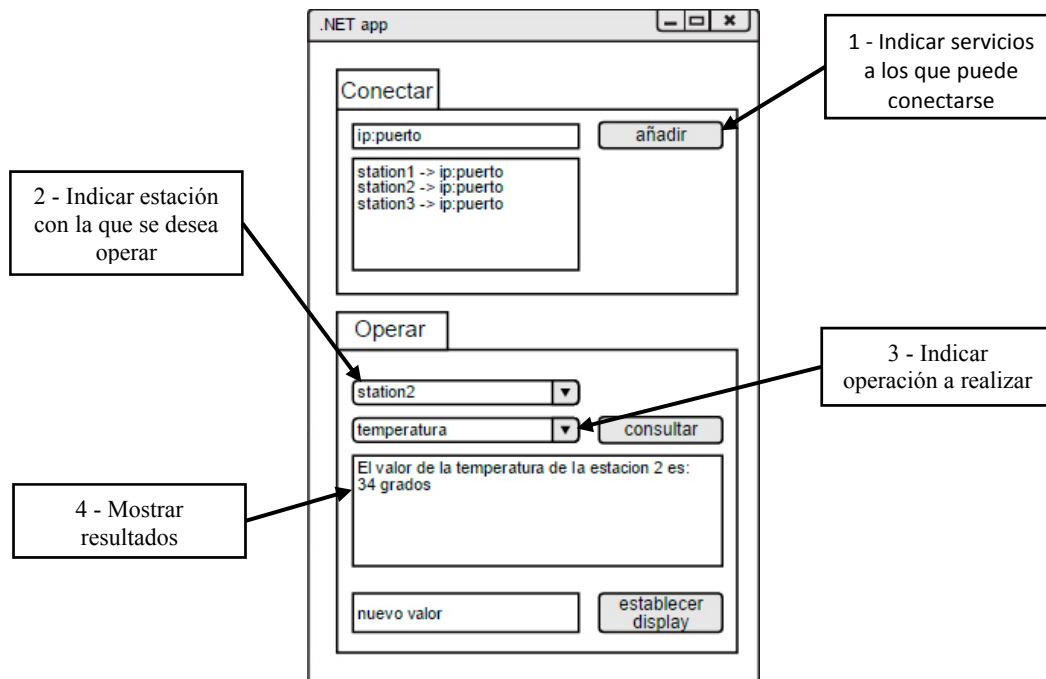 .NET app
1 - Indicar servicios
a los que puede
conectarse
Conectar
ip:puerto
añadir
station1 -> ip:puerto
station2 -> ip:puerto
station3 -> ip:puerto
2 - Indicar estación
con la que se desea
operar
Operar
3 - Indicar
operación a realizar
station2
temperatura
consultar
El valor de la temperatura de la estacion 2 es:
34 grados
4 - Mostrar
resultados
nuevo valor
establecer
display